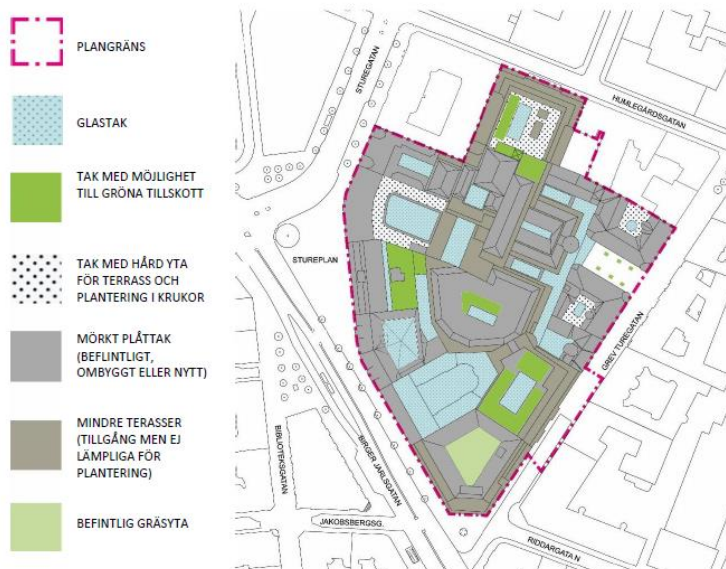 PLANGRÄNS
GLASTAK
TAK MED MÖJLIGHET
TILL GRÖNA TILLSKOTT
TAK MED HÅRD YTA
FÖR TERRASS OCH
PLANTERING I KRUKOR
MÖRKT PLÅTTAK
(BEFLINTLIGT,
OMBYGGT ELLER NYTT)
MINDRE TERASSER
(TILLGÅNG MEN EJ
LÄMPLIGA FÖR
PLANTERING)
BEFINTLIG GRÄSYTA
STUREGATAN
HUMLEGÅRDSGATAN
STUREPLAN
GREV TUREGATAN
BIBLIOTEKSGATAN
BIRGER JARLSGATAN
JAKOBSBERGSG.
RIDDARGATAN